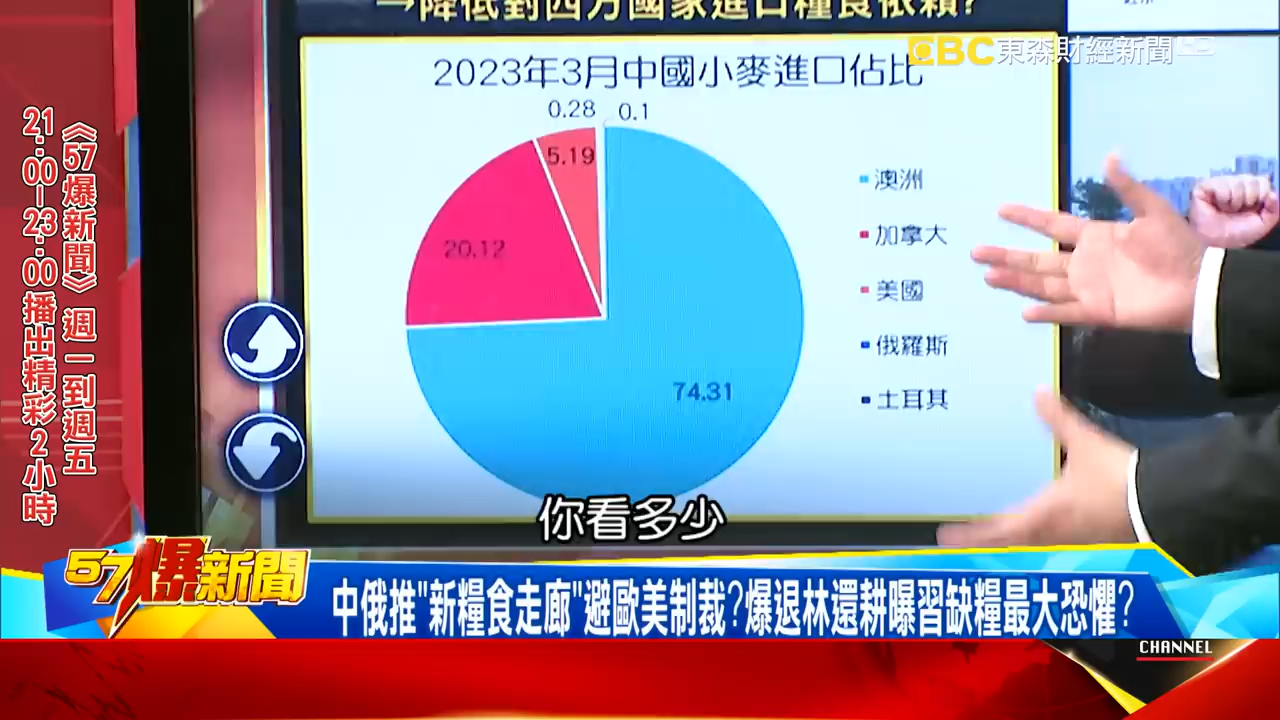 →降低對西方國家進口糧食依賴?
EBC 東森財經新聞
2023年3月中國小麥進口佔比
0.28
0.1
5.19
20.12
74.31
澳洲
加拿大
美國
俄羅斯
土耳其
《57爆新聞》週一到週五
21:00-23:00播出精彩2小時
你看多少
57爆新聞
中俄推"新糧食走廊"避歐美制裁?爆退林還耕曝習缺糧最大恐懼?
CHANNEL